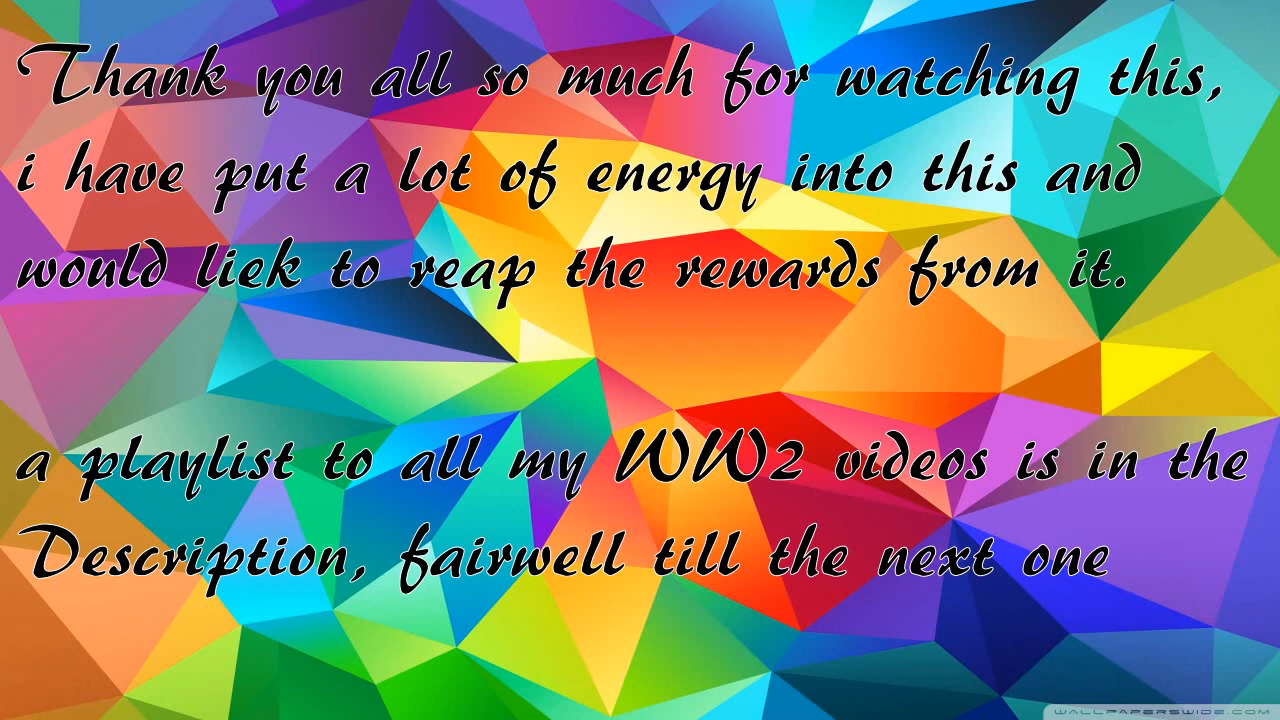 Thank you all so much for watching this,
i have put a lot of energy into this and
would liek to reap the rewards from it.
a playlist to all my WW2 videos is in the
Description, fairwell till the next one
WALLPAPERSWIDE.COM